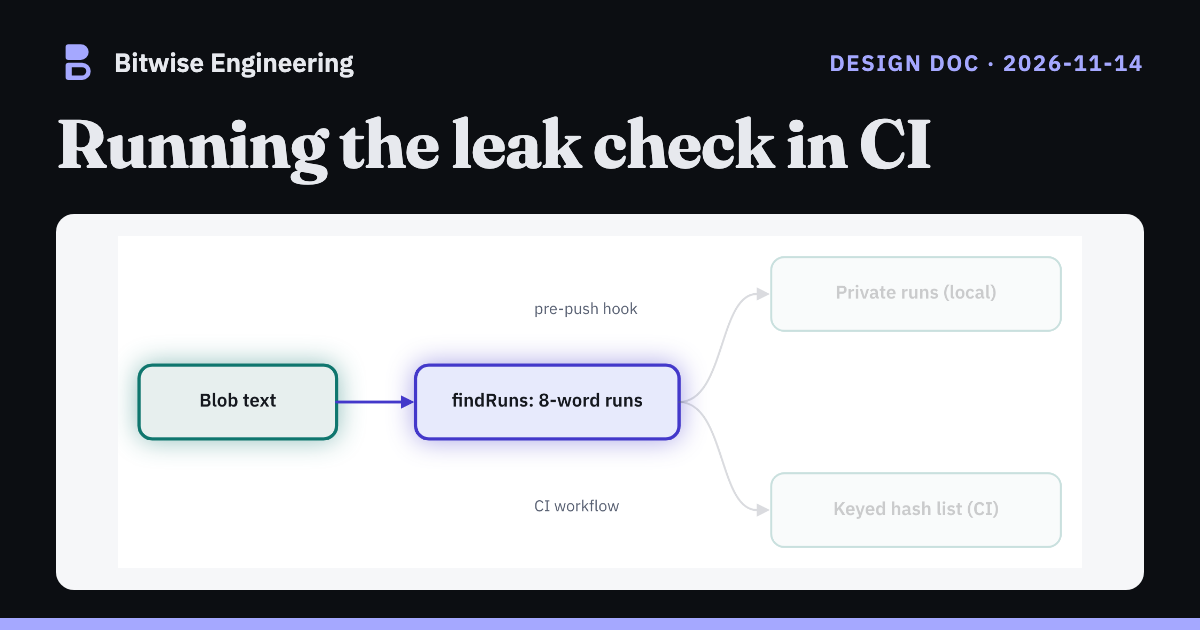 Bitwise Engineering
DESIGN DOC · 2026-11-14
Running the leak check in CI
Private runs (local)
pre-push hook
Blob text
findRuns: 8-word runs
CI workflow
Keyed hash list (CI)